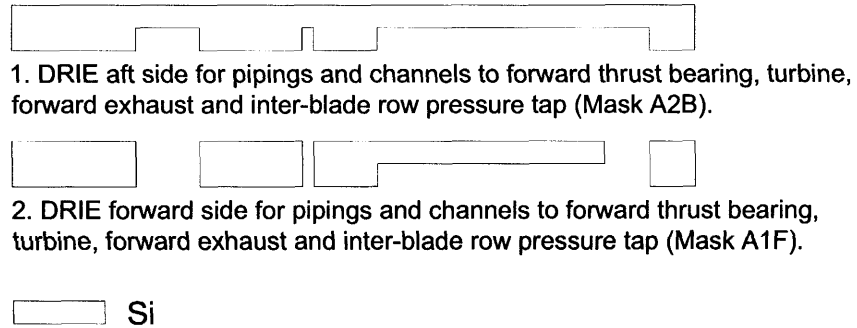 1. DRIE aft side for pipings and channels to forward thrust bearing, turbine,
forward exhaust and inter-blade row pressure tap (Mask A2B).
2. DRIE forward side for pipings and channels to forward thrust bearing,
turbine, forward exhaust and inter-blade row pressure tap (Mask A1F).
Si